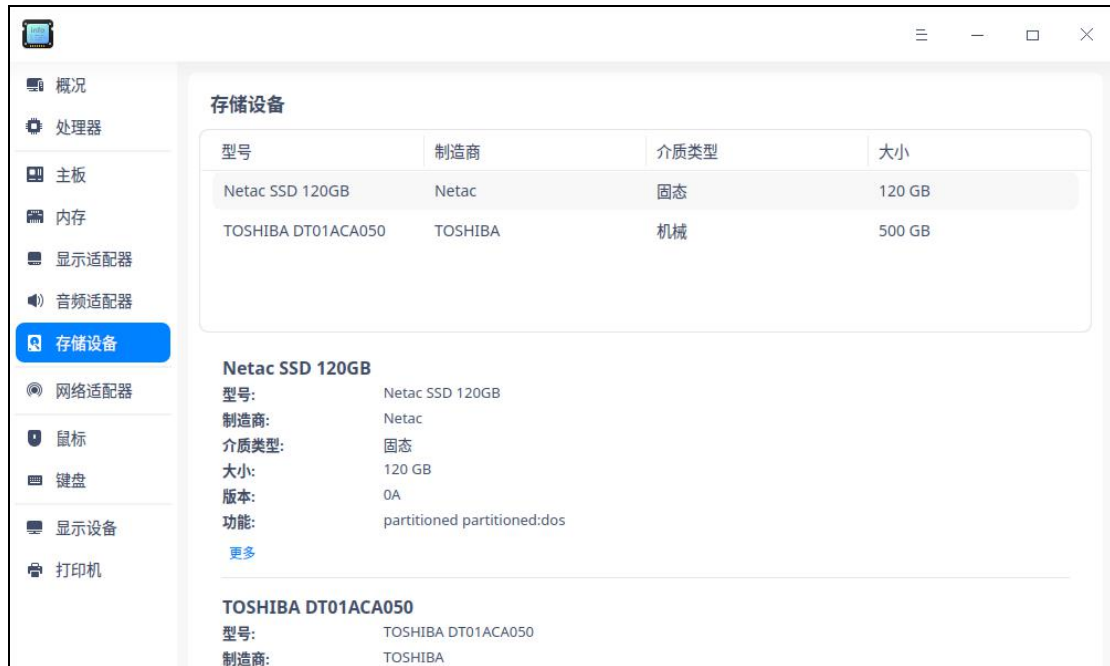 概况
处理器
主板
内存
显示适配器
音频适配器
存储设备
网络适配器
鼠标
键盘
显示设备
打印机
存储设备
型号 制造商 介质类型 大小
Netac SSD 120GB Netac 固态 120 GB
TOSHIBA DT01ACA050 TOSHIBA 机械 500 GB
Netac SSD 120GB
型号: Netac SSD 120GB
制造商: Netac
介质类型: 固态
大小: 120 GB
版本: 0A
功能: partitioned partitioned:dos
更多
TOSHIBA DT01ACA050
型号: TOSHIBA DT01ACA050
制造商: TOSHIBA